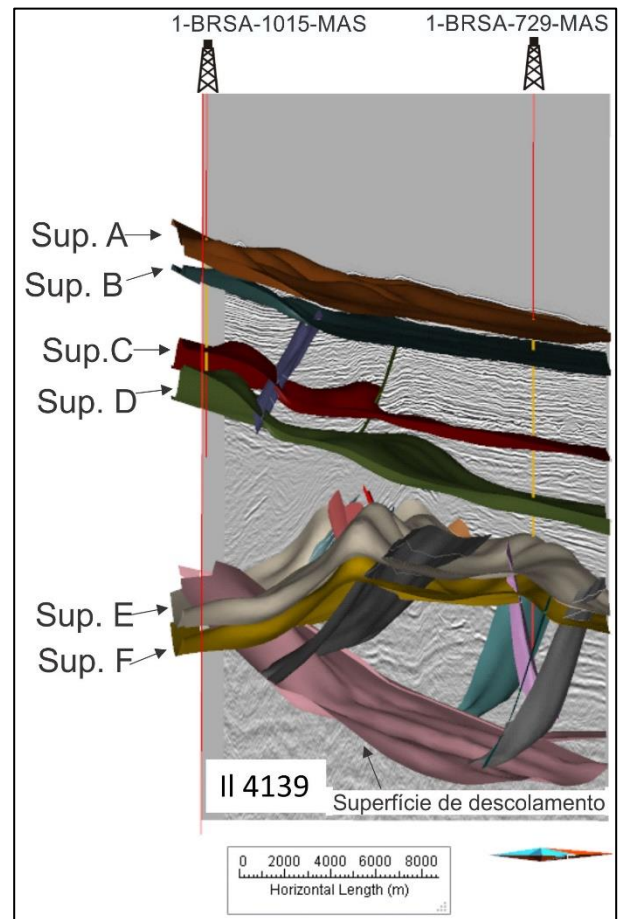 1-BRSA-1015-MAS
1-BRSA-729-MAS
Sup. A
Sup. B
Sup.C
Sup. D
Sup. E
Sup. F
Il 4139
Superfície de descolamento
0 2000 4000 6000 8000
Horizontal Length (m)